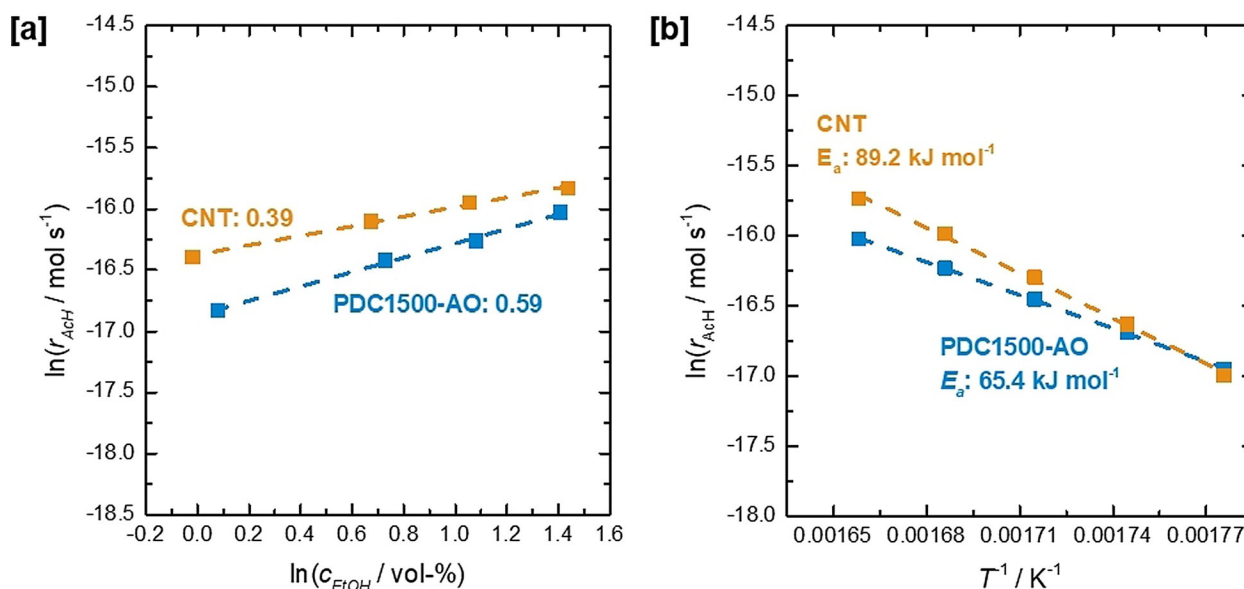 [a]
-14.5
-15.0
-15.5
-16.0
-16.5
-17.0
-17.5
-18.0
-18.5
ln(r_AcH / mol s⁻¹)
CNT: 0.39
PDC1500-AO: 0.59
-0.2 0.0 0.2 0.4 0.6 0.8 1.0 1.2 1.4 1.6
ln(c_EtOH / vol-%)
[b]
-14.5
-15.0
-15.5
-16.0
-16.5
-17.0
-17.5
-18.0
ln(r_AcH / mol s⁻¹)
CNT
E_a: 89.2 kJ mol⁻¹
PDC1500-AO
E_a: 65.4 kJ mol⁻¹
0.00165 0.00168 0.00171 0.00174 0.00177
T⁻¹ / K⁻¹